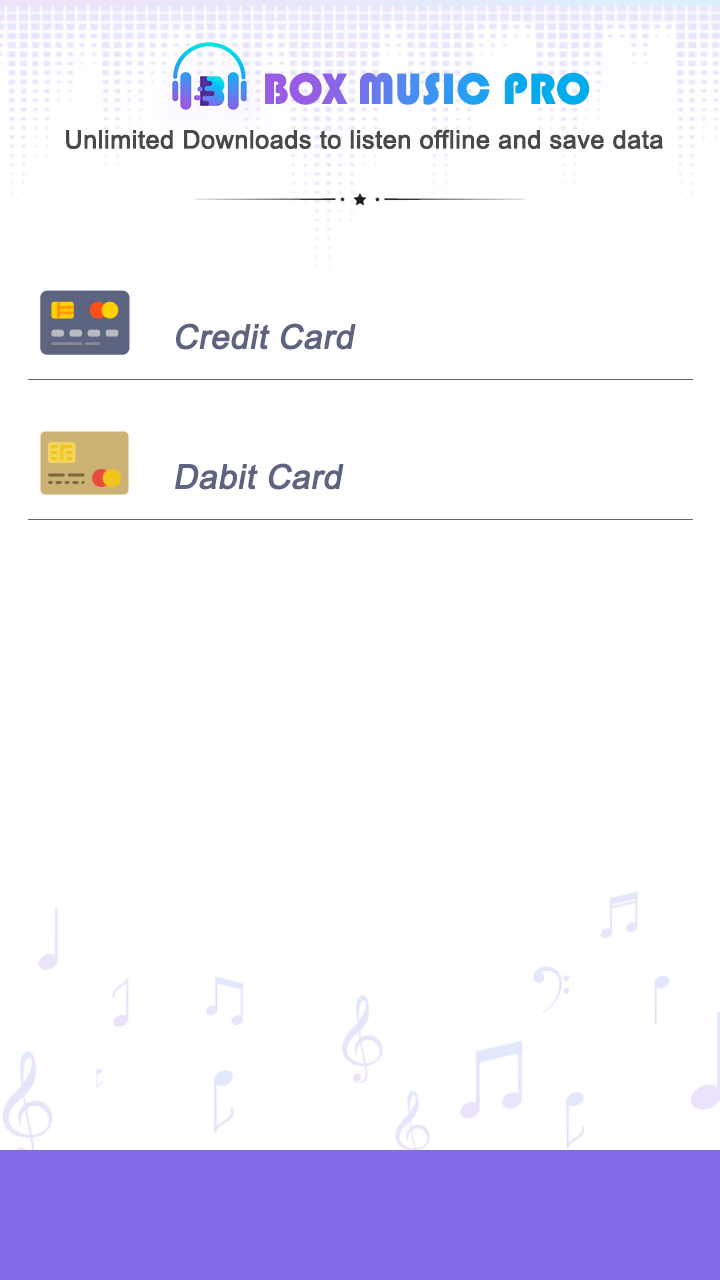 BOX MUSIC PRO
Unlimited Downloads to listen offline and save data
Credit Card
Dabit Card